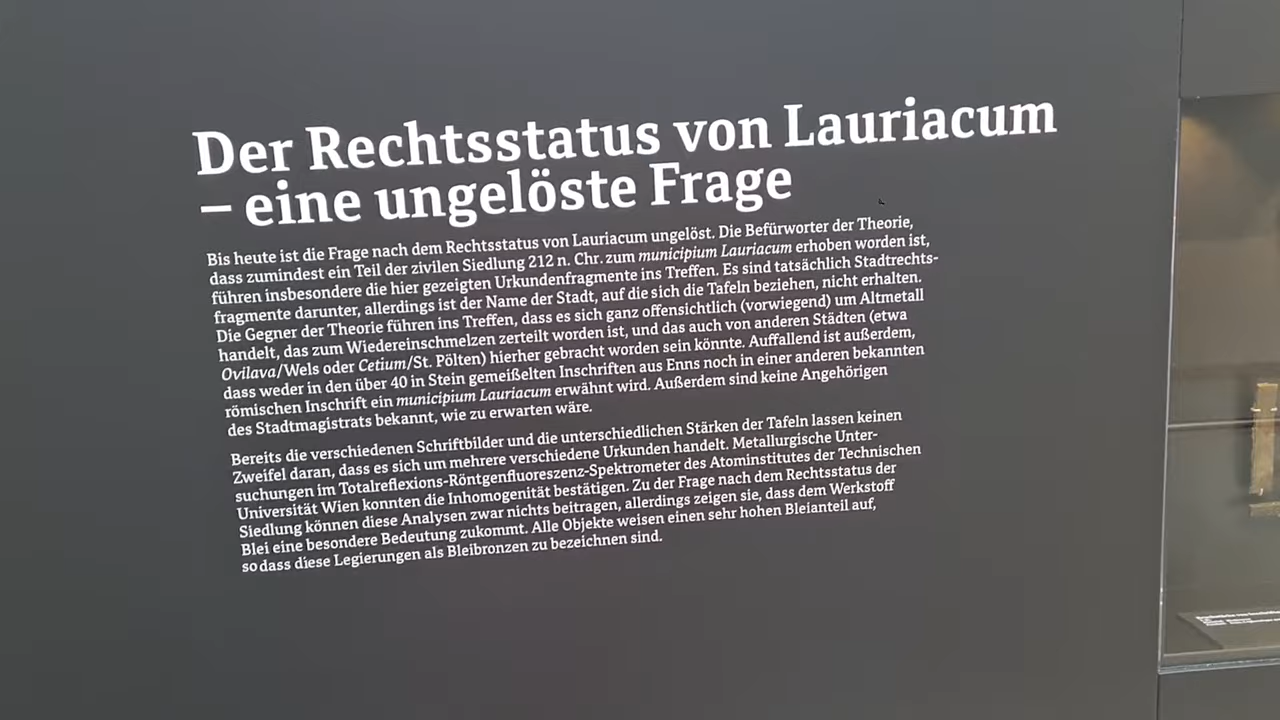 Der Rechtsstatus von Lauriacum
– eine ungelöste Frage
Bis heute ist die Frage nach dem Rechtsstatus von Lauriacum ungelöst. Die Befürworter der Theorie,
dass zumindest ein Teil der zivilen Siedlung 212 n. Chr. zum municipium Lauriacum erhoben worden ist,
führen insbesondere die hier gezeigten Urkundenfragmente ins Treffen. Es sind tatsächlich Stadtrechts-
fragmente darunter, allerdings ist der Name der Stadt, auf die sich die Tafeln beziehen, nicht erhalten.
Die Gegner der Theorie führen ins Treffen, dass es sich ganz offensichtlich (vorwiegend) um Altmetall
handelt, das zum Wiedereinschmelzen zerteilt worden ist, und das auch von anderen Städten (etwa
Ovilava/Wels oder Cetium/St. Pölten) hierher gebracht worden sein könnte. Auffallend ist außerdem,
dass weder in den über 40 in Stein gemeißelten Inschriften aus Enns noch in einer anderen bekannten
römischen Inschrift ein municipium Lauriacum erwähnt wird. Außerdem sind keine Angehörigen
des Stadtmagistrats bekannt, wie zu erwarten wäre.
Bereits die verschiedenen Schriftbilder und die unterschiedlichen Stärken der Tafeln lassen keinen
Zweifel daran, dass es sich um mehrere verschiedene Urkunden handelt. Metallurgische Unter-
suchungen im Totalreflexions-Röntgenfluoreszenz-Spektrometer des Atominstitutes der Technischen
Universität Wien konnten die Inhomogenität bestätigen. Zu der Frage nach dem Rechtsstatus der
Siedlung können diese Analysen zwar nichts beitragen, allerdings zeigen sie, dass dem Werkstoff
Blei eine besondere Bedeutung zukommt. Alle Objekte weisen einen sehr hohen Bleianteil auf,
sodass diese Legierungen als Bleibronzen zu bezeichnen sind.